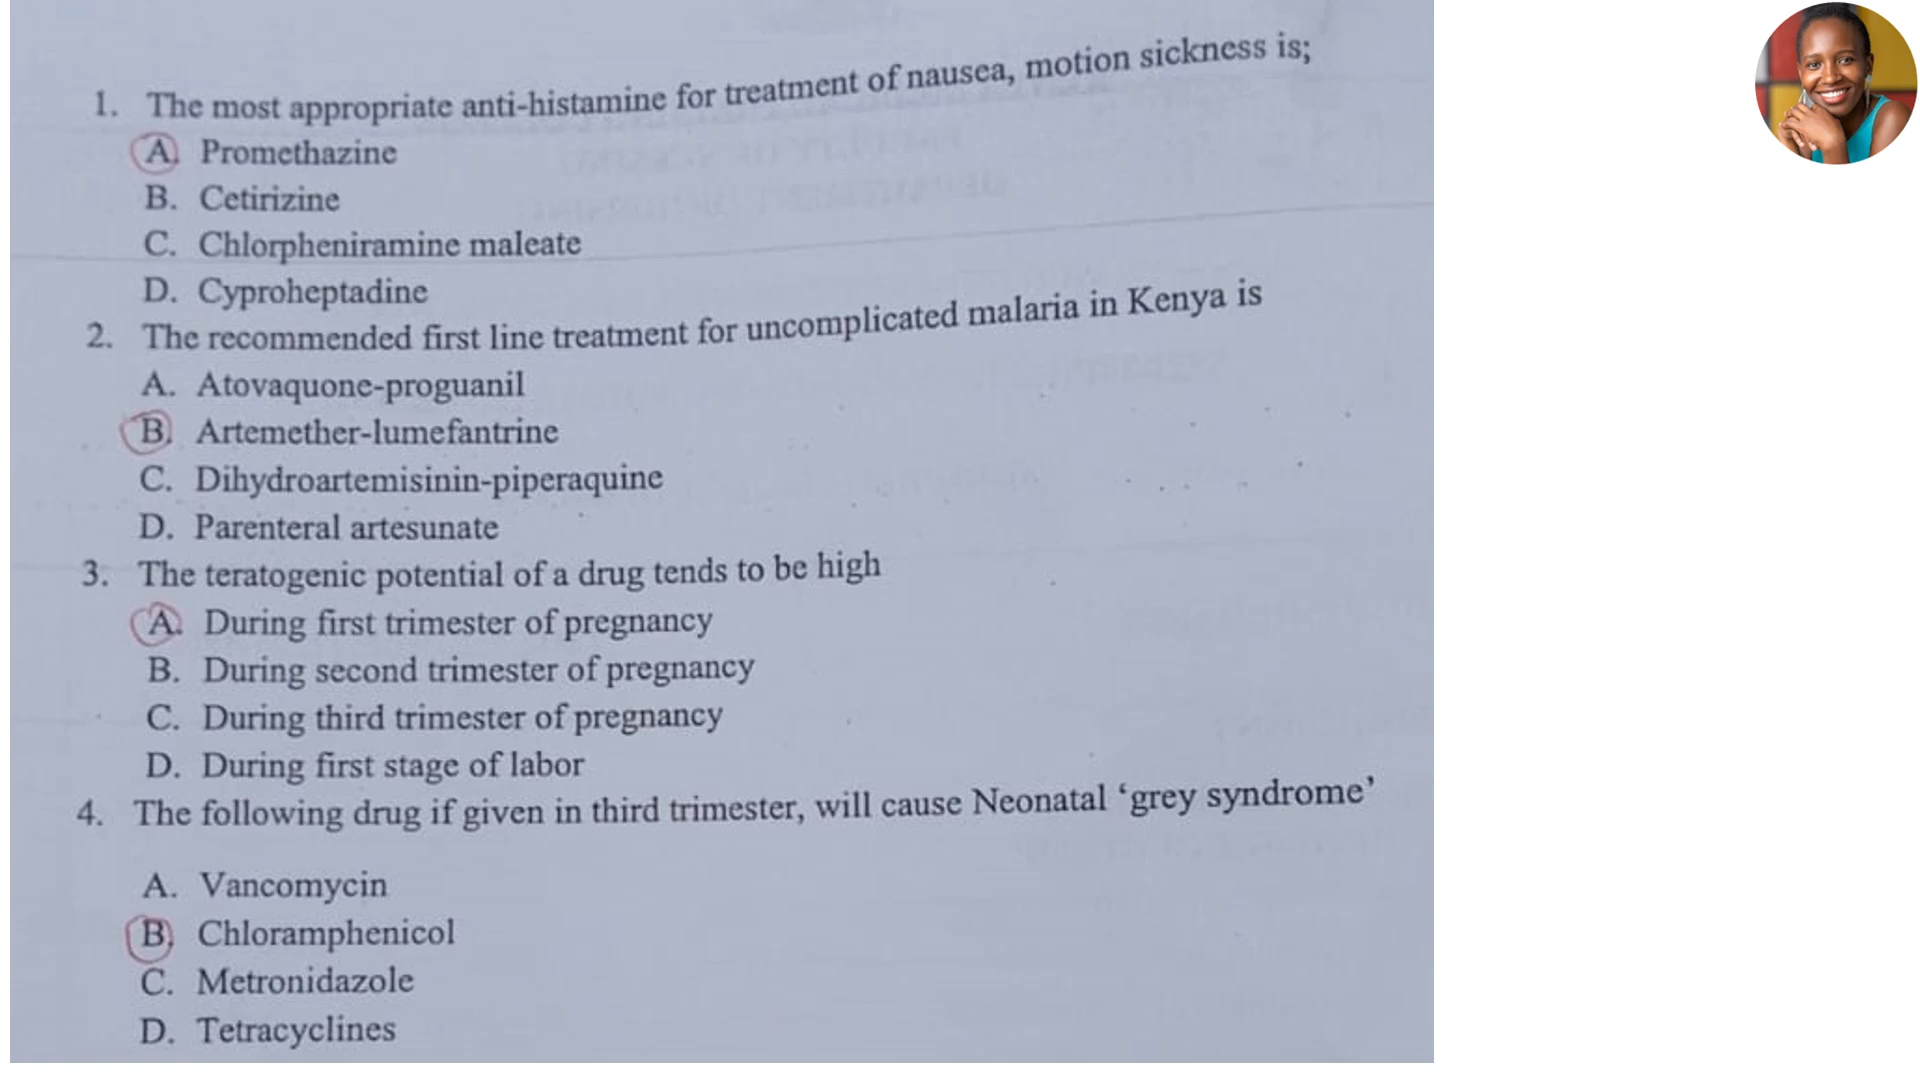 1. The most appropriate anti-histamine for treatment of nausea, motion sickness is;
A. Promethazine
B. Cetirizine
C. Chlorpheniramine maleate
D. Cyproheptadine
2. The recommended first line treatment for uncomplicated malaria in Kenya is
A. Atovaquone-proguanil
B. Artemether-lumefantrine
C. Dihydroartemisinin-piperaquine
D. Parenteral artesunate
3. The teratogenic potential of a drug tends to be high
A. During first trimester of pregnancy
B. During second trimester of pregnancy
C. During third trimester of pregnancy
D. During first stage of labor
4. The following drug if given in third trimester, will cause Neonatal ‘grey syndrome’
A. Vancomycin
B. Chloramphenicol
C. Metronidazole
D. Tetracyclines